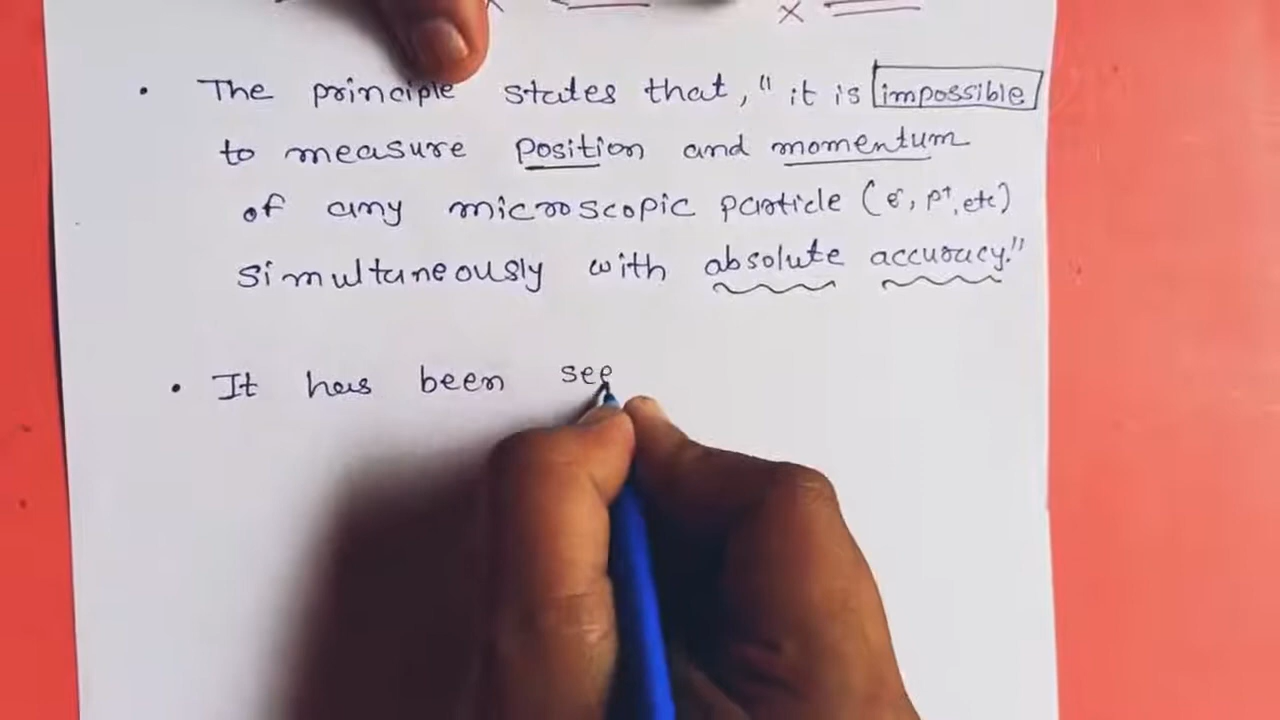 • The principle states that, " it is impossible
to measure position and momentum
of any microscopic particle (e⁻, p⁺, etc)
simultaneously with absolute accuracy."
• It has been see